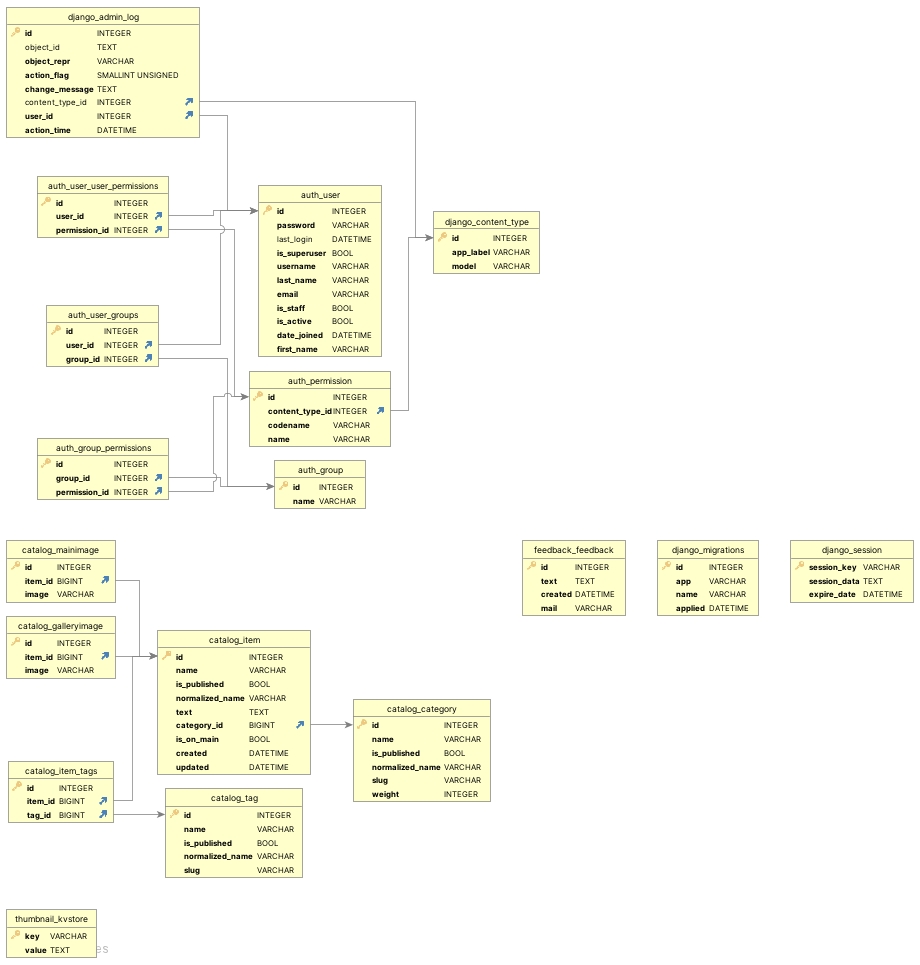 django_admin_log
id INTEGER
object_id TEXT
object_repr VARCHAR
action_flag SMALLINT UNSIGNED
change_message TEXT
content_type_id INTEGER
user_id INTEGER
action_time DATETIME
auth_user_user_permissions
id INTEGER
user_id INTEGER
permission_id INTEGER
auth_user
id INTEGER
password VARCHAR
last_login DATETIME
is_superuser BOOL
username VARCHAR
last_name VARCHAR
email VARCHAR
is_staff BOOL
is_active BOOL
date_joined DATETIME
first_name VARCHAR
django_content_type
id INTEGER
app_label VARCHAR
model VARCHAR
auth_user_groups
id INTEGER
user_id INTEGER
group_id INTEGER
auth_permission
id INTEGER
content_type_id INTEGER
codename VARCHAR
name VARCHAR
auth_group_permissions
id INTEGER
group_id INTEGER
permission_id INTEGER
auth_group
id INTEGER
name VARCHAR
catalog_mainimage
id INTEGER
item_id BIGINT
image VARCHAR
feedback_feedback
id INTEGER
text TEXT
created DATETIME
mail VARCHAR
django_migrations
id INTEGER
app VARCHAR
name VARCHAR
applied DATETIME
django_session
session_key VARCHAR
session_data TEXT
expire_date DATETIME
catalog_galleryimage
id INTEGER
item_id BIGINT
image VARCHAR
catalog_item
id INTEGER
name VARCHAR
is_published BOOL
normalized_name VARCHAR
text TEXT
category_id BIGINT
is_on_main BOOL
created DATETIME
updated DATETIME
catalog_category
id INTEGER
name VARCHAR
is_published BOOL
normalized_name VARCHAR
slug VARCHAR
weight INTEGER
catalog_item_tags
id INTEGER
item_id BIGINT
tag_id BIGINT
catalog_tag
id INTEGER
name VARCHAR
is_published BOOL
normalized_name VARCHAR
slug VARCHAR
thumbnail_kvstore
key VARCHAR
value TEXT